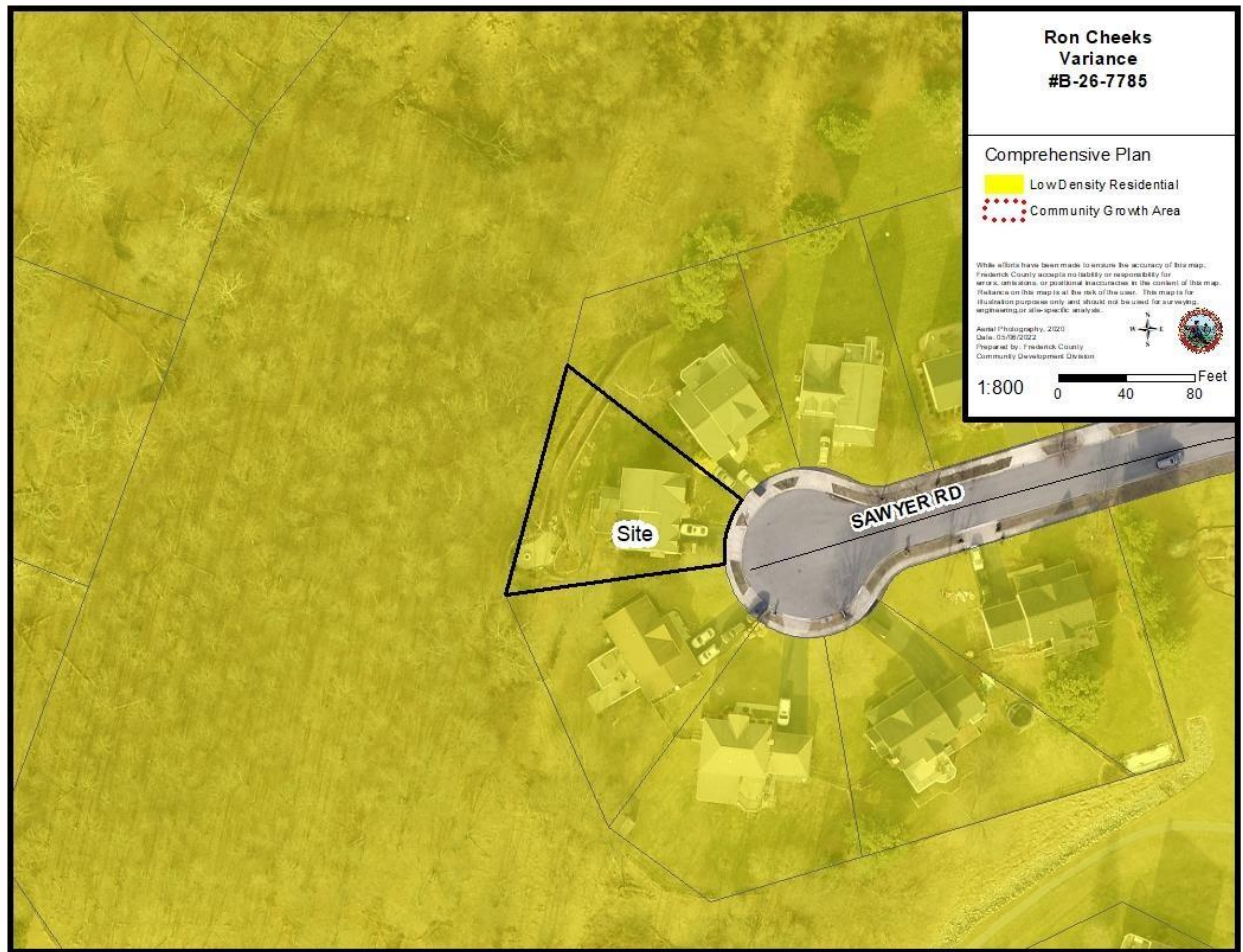 Ron Cheeks
Variance
#B-26-7785
Comprehensive Plan
Low Density Residential
Community Growth Area
While efforts have been made to ensure the accuracy of this map,
Frederick County accepts no liability or responsibility for
errors, omissions, or positional inaccuracies in the content of this map.
Reliance on this map is at the risk of the user. This map is for
illustration purposes only and should not be used for surveying,
engineering, or site-specific analysis.
Aerial Photography, 2020
Date: 05/06/2022
Prepared by: Frederick County
Community Development Division
N
W E
S
1:800
Feet
0 40 80
SAWYER RD
Site